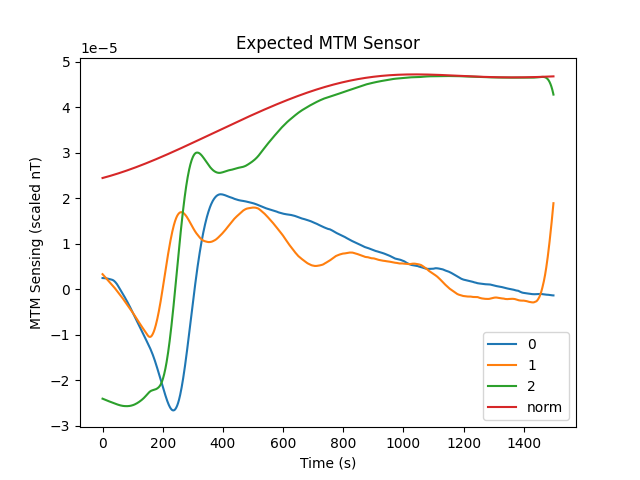 Expected MTM Sensor
1e−5
5
4
3
2
1
0
−1
−2
−3
MTM Sensing (scaled nT)
0 200 400 600 800 1000 1200 1400
Time (s)
0
1
2
norm